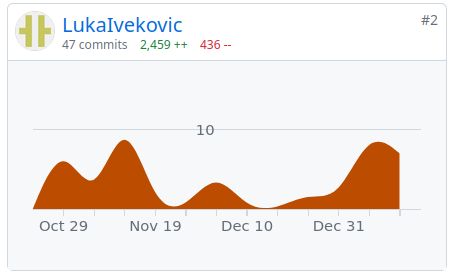 LukaIvekovic
#2
47 commits 2,459 ++ 436 --
10
Oct 29 Nov 19 Dec 10 Dec 31